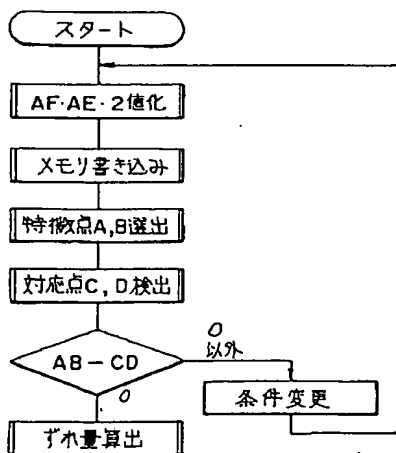 スタート
AF·AE·2値化
メモリ書き込み
特徴点A,B選出
対応点C,D検出
AB－CD
0
以外
0
条件変更
ずれ量算出